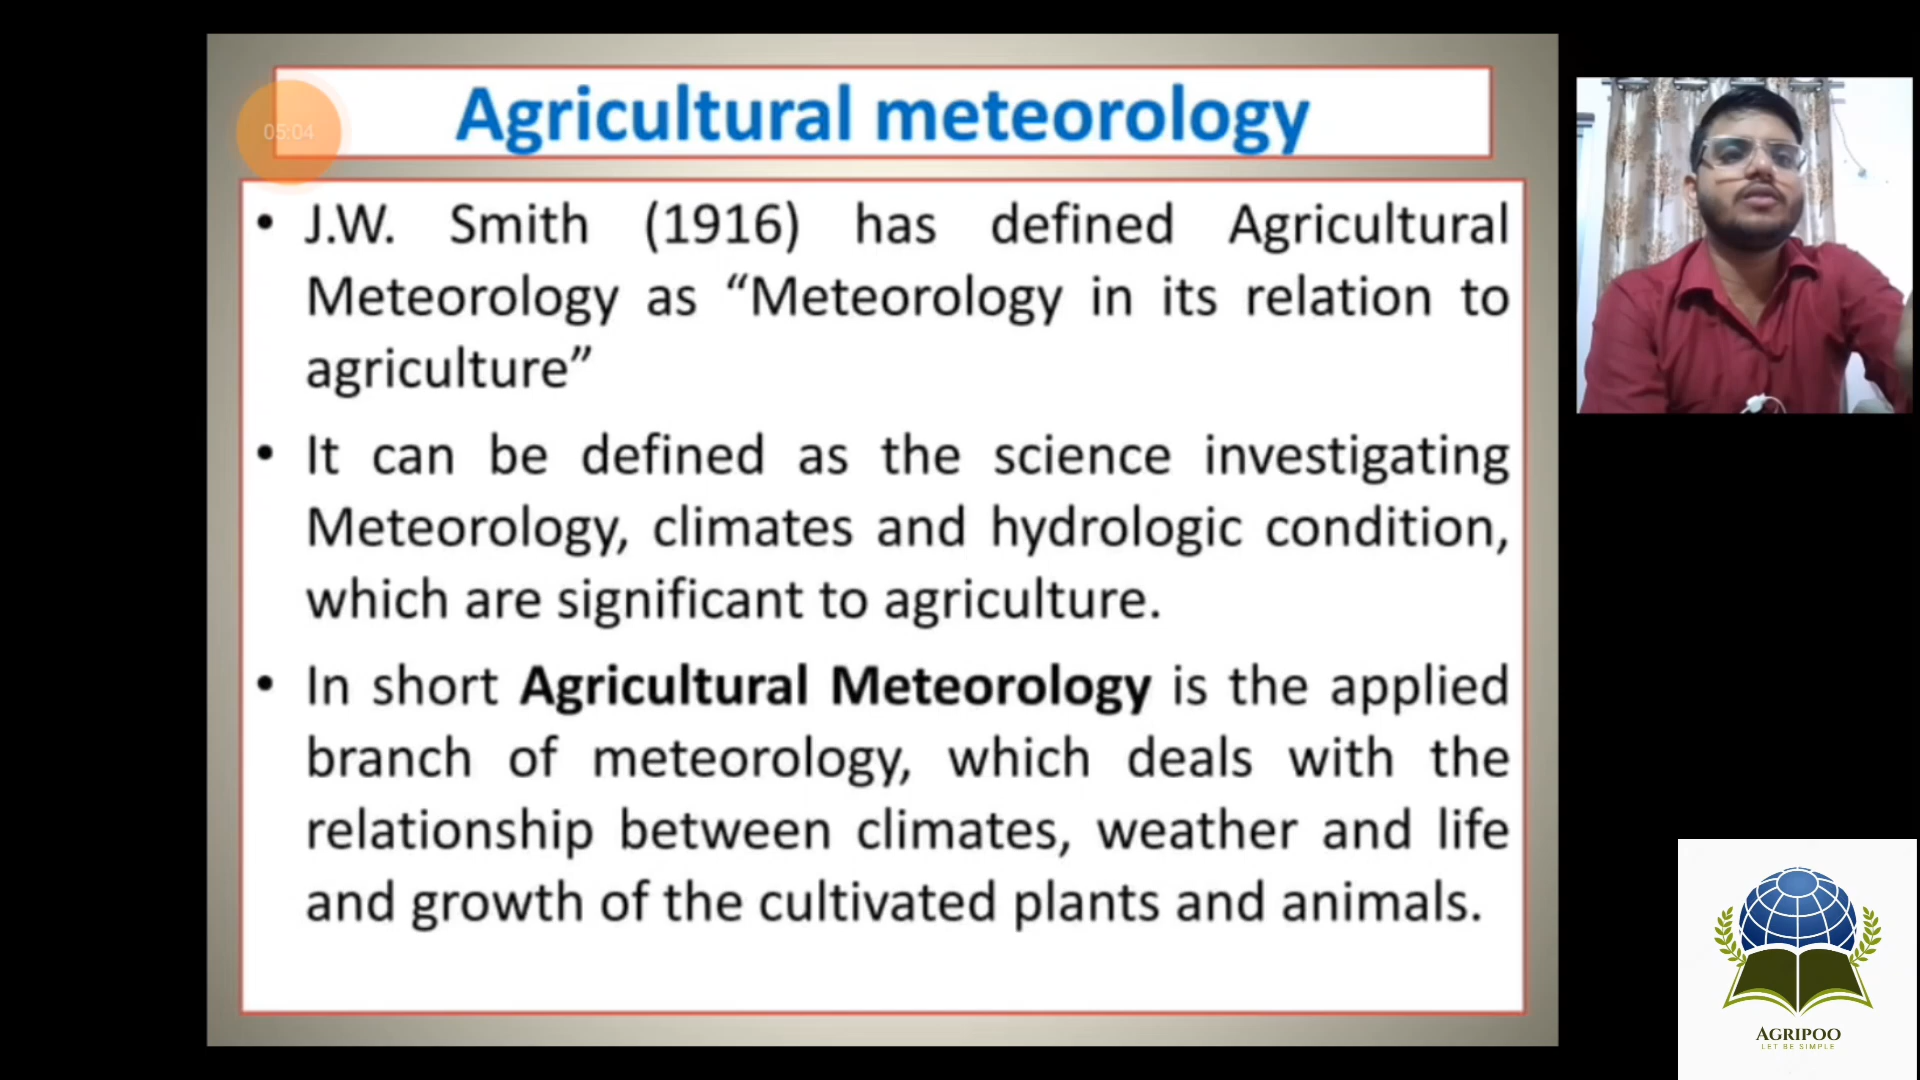 Agricultural meteorology
05:04
• J.W. Smith (1916) has defined Agricultural
Meteorology as “Meteorology in its relation to
agriculture”
• It can be defined as the science investigating
Meteorology, climates and hydrologic condition,
which are significant to agriculture.
• In short Agricultural Meteorology is the applied
branch of meteorology, which deals with the
relationship between climates, weather and life
and growth of the cultivated plants and animals.
AGRIPOO
LET BE SIMPLE